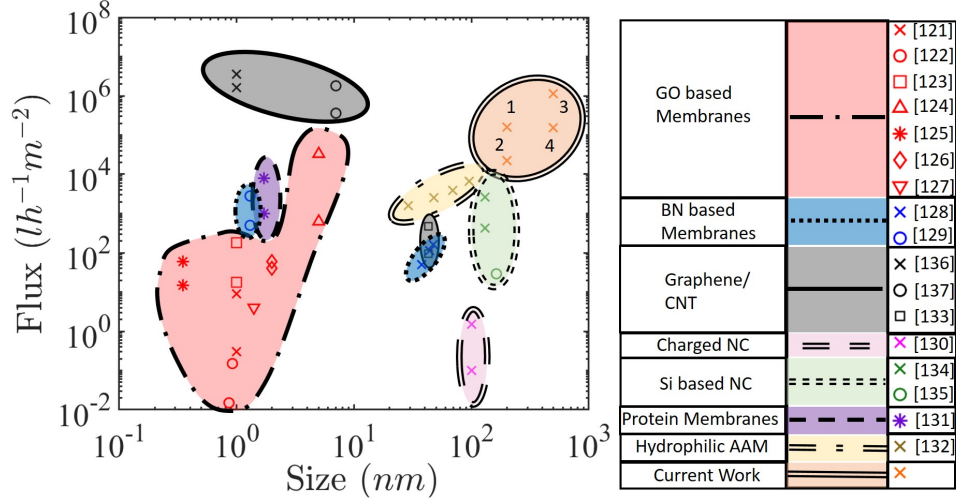 10^8
10^6
10^4
10^2
10^0
10^-2
Flux (lh^-1m^-2)
1
3
2
4
10^-1
10^0
10^1
10^2
10^3
Size (nm)
GO based
Membranes
[121]
[122]
[123]
[124]
[125]
[126]
[127]
BN based
Membranes
[128]
[129]
Graphene/
CNT
[136]
[137]
[133]
Charged NC
[130]
Si based NC
[134]
[135]
Protein Membranes
[131]
Hydrophilic AAM
[132]
Current Work